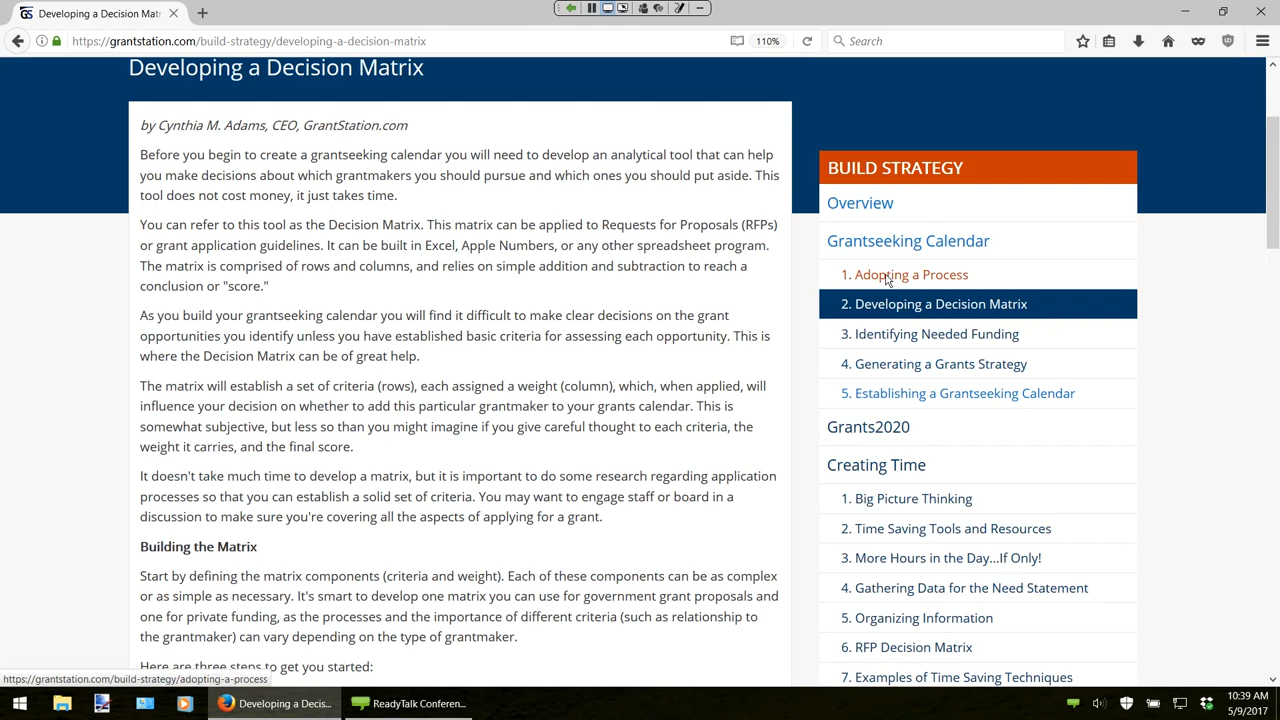 Developing a Decision Mat
https://grantstation.com/build-strategy/developing-a-decision-matrix
110%
Search
Developing a Decision Matrix
by Cynthia M. Adams, CEO, GrantStation.com
Before you begin to create a grantseeking calendar you will need to develop an analytical tool that can help
you make decisions about which grantmakers you should pursue and which ones you should put aside. This
tool does not cost money, it just takes time.
You can refer to this tool as the Decision Matrix. This matrix can be applied to Requests for Proposals (RFPs)
or grant application guidelines. It can be built in Excel, Apple Numbers, or any other spreadsheet program.
The matrix is comprised of rows and columns, and relies on simple addition and subtraction to reach a
conclusion or "score."
As you build your grantseeking calendar you will find it difficult to make clear decisions on the grant
opportunities you identify unless you have established basic criteria for assessing each opportunity. This is
where the Decision Matrix can be of great help.
The matrix will establish a set of criteria (rows), each assigned a weight (column), which, when applied, will
influence your decision on whether to add this particular grantmaker to your grants calendar. This is
somewhat subjective, but less so than you might imagine if you give careful thought to each criteria, the
weight it carries, and the final score.
It doesn't take much time to develop a matrix, but it is important to do some research regarding application
processes so that you can establish a solid set of criteria. You may want to engage staff or board in a
discussion to make sure you're covering all the aspects of applying for a grant.
Building the Matrix
Start by defining the matrix components (criteria and weight). Each of these components can be as complex
or as simple as necessary. It's smart to develop one matrix you can use for government grant proposals and
one for private funding, as the processes and the importance of different criteria (such as relationship to
the grantmaker) can vary depending on the type of grantmaker.
Here are three steps to get you started:
BUILD STRATEGY
Overview
Grantseeking Calendar
1. Adopting a Process
2. Developing a Decision Matrix
3. Identifying Needed Funding
4. Generating a Grants Strategy
5. Establishing a Grantseeking Calendar
Grants2020
Creating Time
1. Big Picture Thinking
2. Time Saving Tools and Resources
3. More Hours in the Day...If Only!
4. Gathering Data for the Need Statement
5. Organizing Information
6. RFP Decision Matrix
7. Examples of Time Saving Techniques
https://grantstation.com/build-strategy/adopting-a-process
Developing a Decis...
ReadyTalk Conferen...
10:39 AM
5/9/2017